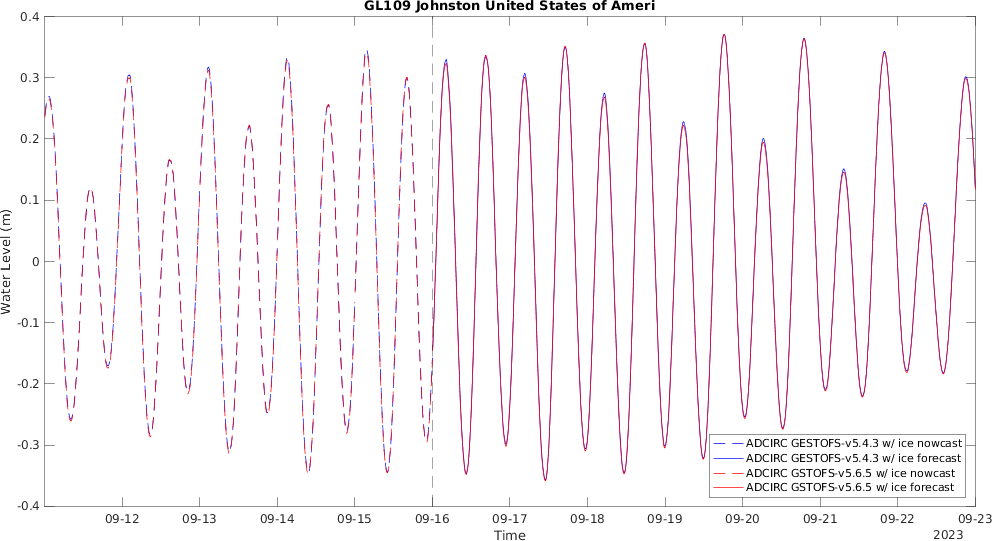 GL109 Johnston United States of Ameri
0.4
0.3
0.2
0.1
0
-0.1
-0.2
-0.3
-0.4
Water Level (m)
ADCIRC GESTOFS-v5.4.3 w/ ice nowcast
ADCIRC GESTOFS-v5.4.3 w/ ice forecast
ADCIRC GSTOFS-v5.6.5 w/ ice nowcast
ADCIRC GSTOFS-v5.6.5 w/ ice forecast
09-12 09-13 09-14 09-15 09-16 09-17 09-18 09-19 09-20 09-21 09-22 09-23
Time
2023